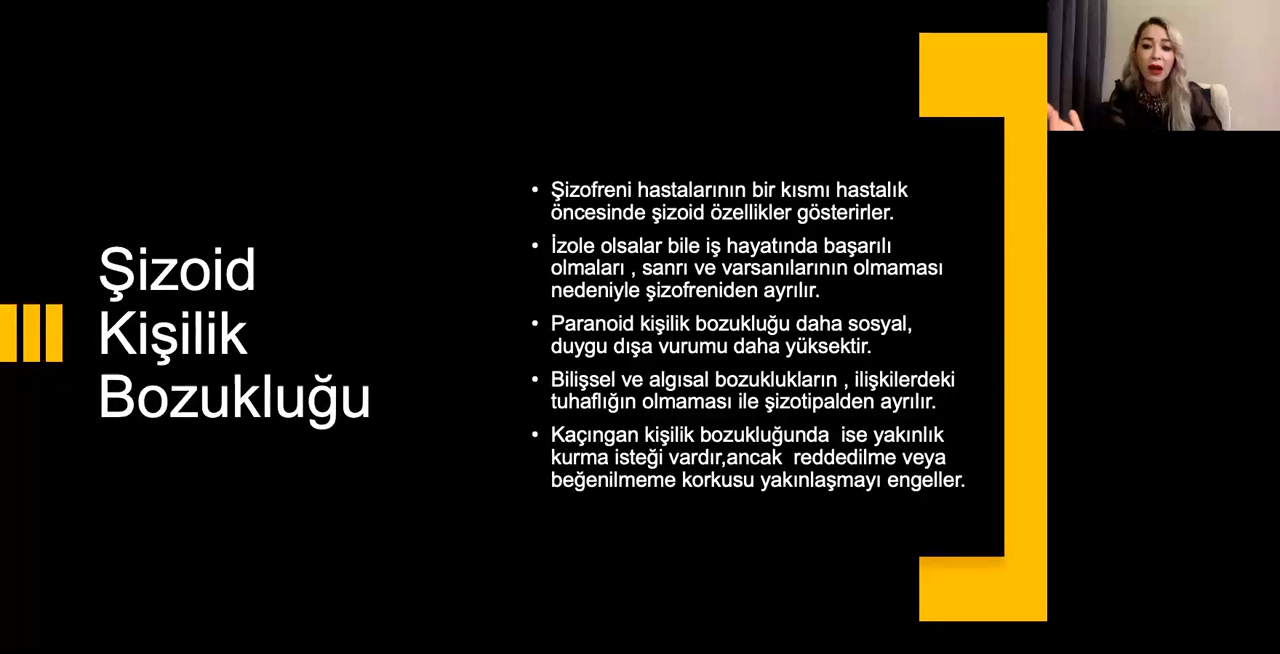 Şizoid
Kişilik
Bozukluğu
• Şizofreni hastalarının bir kısmı hastalık
öncesinde şizoid özellikler gösterirler.
• İzole olsalar bile iş hayatında başarılı
olmaları , sanrı ve varsanılarının olmaması
nedeniyle şizofreniden ayrılır.
• Paranoid kişilik bozukluğu daha sosyal,
duygu dışa vurumu daha yüksektir.
• Bilişsel ve algısal bozuklukların , ilişkilerdeki
tuhaflığın olmaması ile şizotipalden ayrılır.
• Kaçıngan kişilik bozukluğunda  ise yakınlık
kurma isteği vardır,ancak  reddedilme veya
beğenilmeme korkusu yakınlaşmayı engeller.